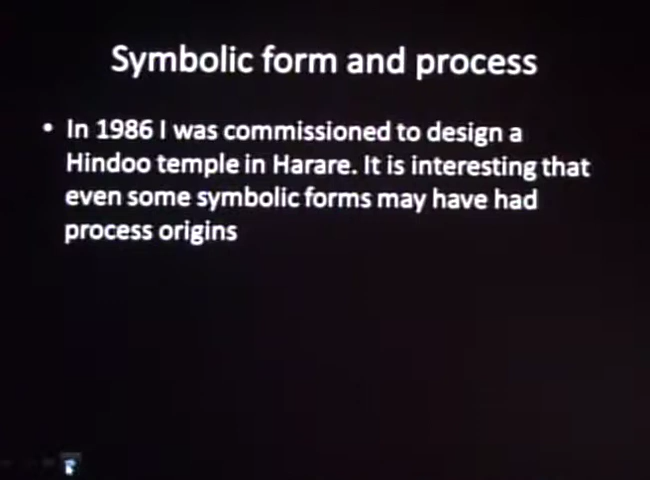 Symbolic form and process
• In 1986 I was commissioned to design a
Hindoo temple in Harare. It is interesting that
even some symbolic forms may have had
process origins